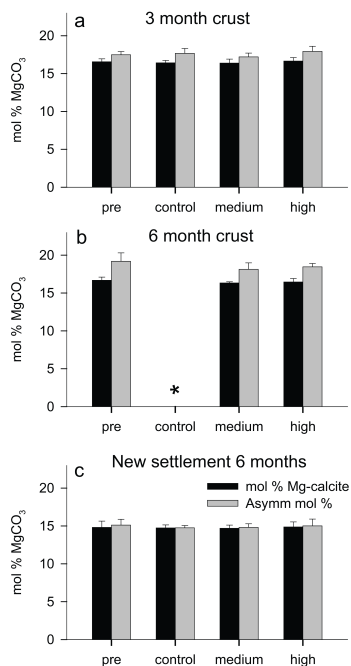 a
3 month crust
mol % MgCO3
20
15
10
5
0
pre control medium high
b
6 month crust
mol % MgCO3
20
15
10
5
0
*
pre control medium high
c
New settlement 6 months
mol % Mg-calcite
Asymm mol %
mol % MgCO3
20
15
10
5
0
pre control medium high